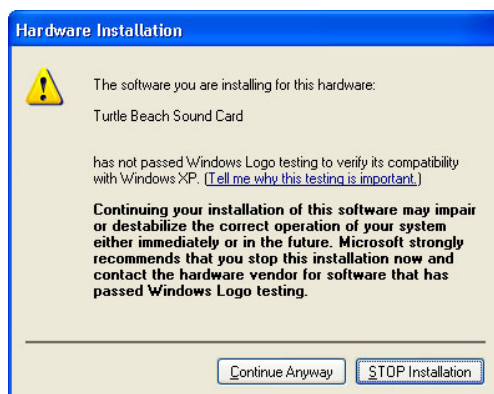 Hardware Installation
The software you are installing for this hardware:
Turtle Beach Sound Card
has not passed Windows Logo testing to verify its compatibility
with Windows XP. (Tell me why this testing is important.)
Continuing your installation of this software may impair
or destabilize the correct operation of your system
either immediately or in the future. Microsoft strongly
recommends that you stop this installation now and
contact the hardware vendor for software that has
passed Windows Logo testing.
Continue Anyway
STOP Installation